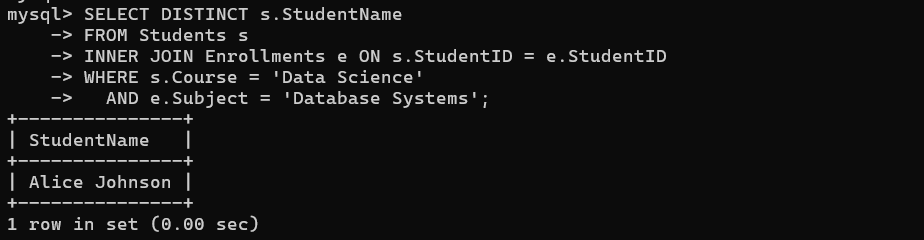 mysql> SELECT DISTINCT s.StudentName
    -> FROM Students s
    -> INNER JOIN Enrollments e ON s.StudentID = e.StudentID
    -> WHERE s.Course = 'Data Science'
    ->   AND e.Subject = 'Database Systems';
+---------------+
| StudentName   |
+---------------+
| Alice Johnson |
+---------------+
1 row in set (0.00 sec)